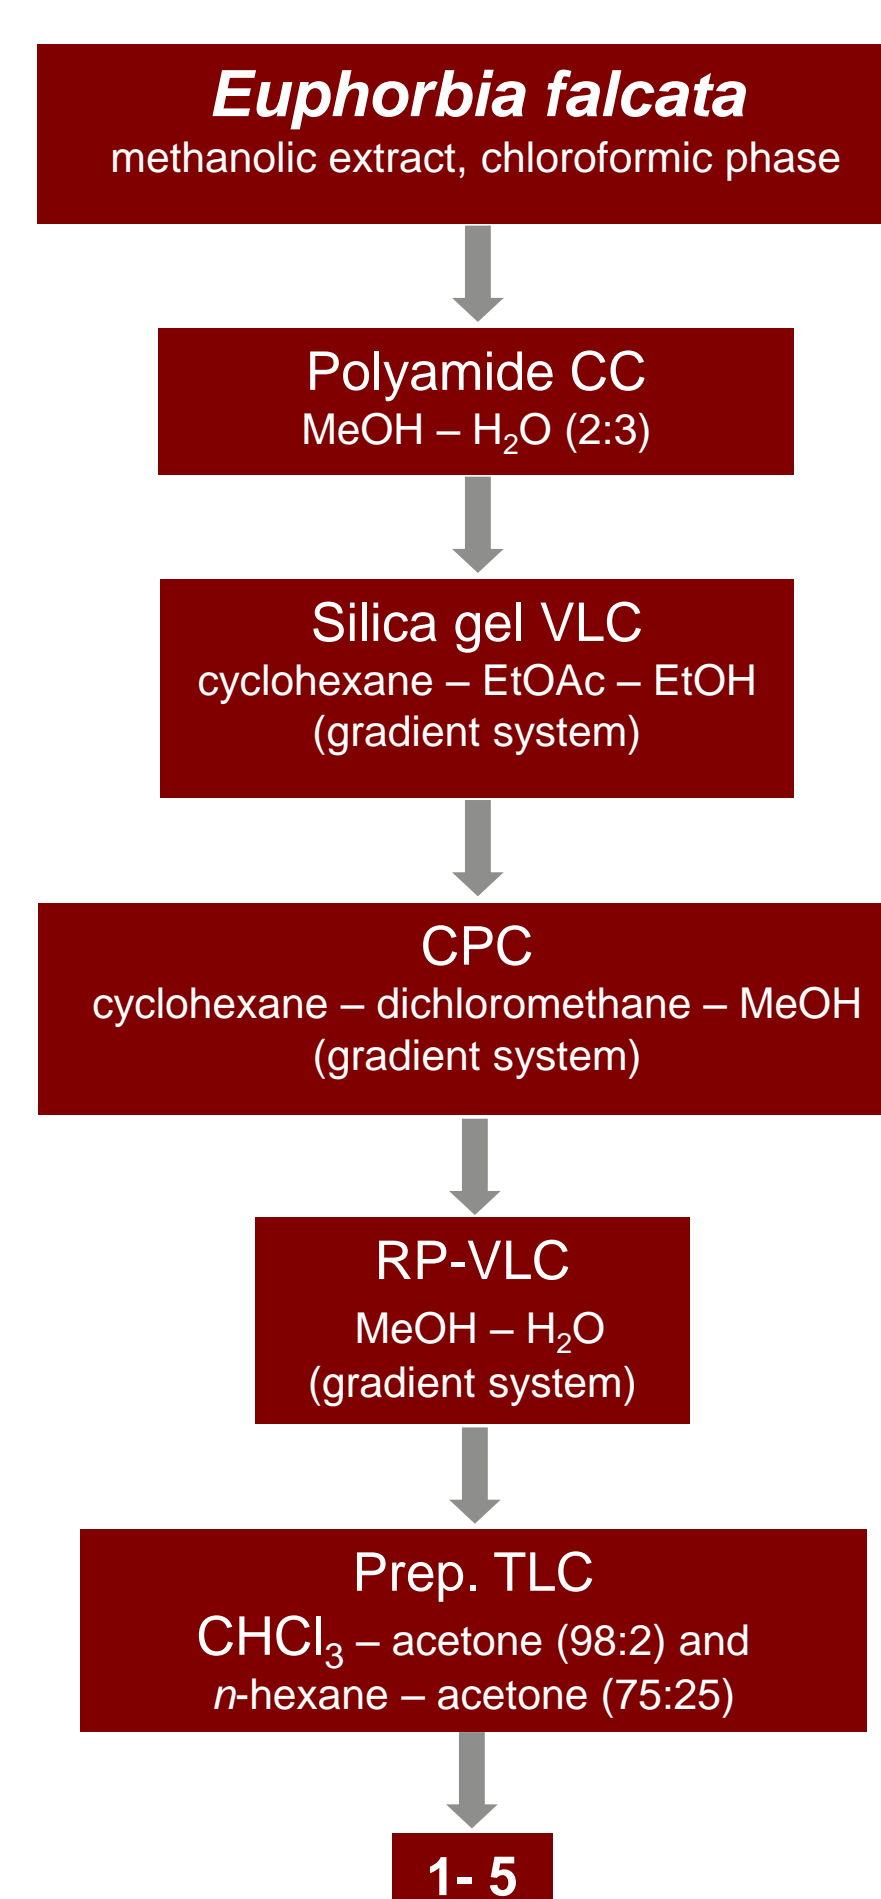 Euphorbia falcata
methanolic extract, chloroformic phase
Polyamide CC
MeOH – H₂O (2:3)
Silica gel VLC
cyclohexane – EtOAc – EtOH
(gradient system)
CPC
cyclohexane – dichloromethane – MeOH
(gradient system)
RP-VLC
MeOH – H₂O
(gradient system)
Prep. TLC
CHCl₃ – acetone (98:2) and
n-hexane – acetone (75:25)
1- 5